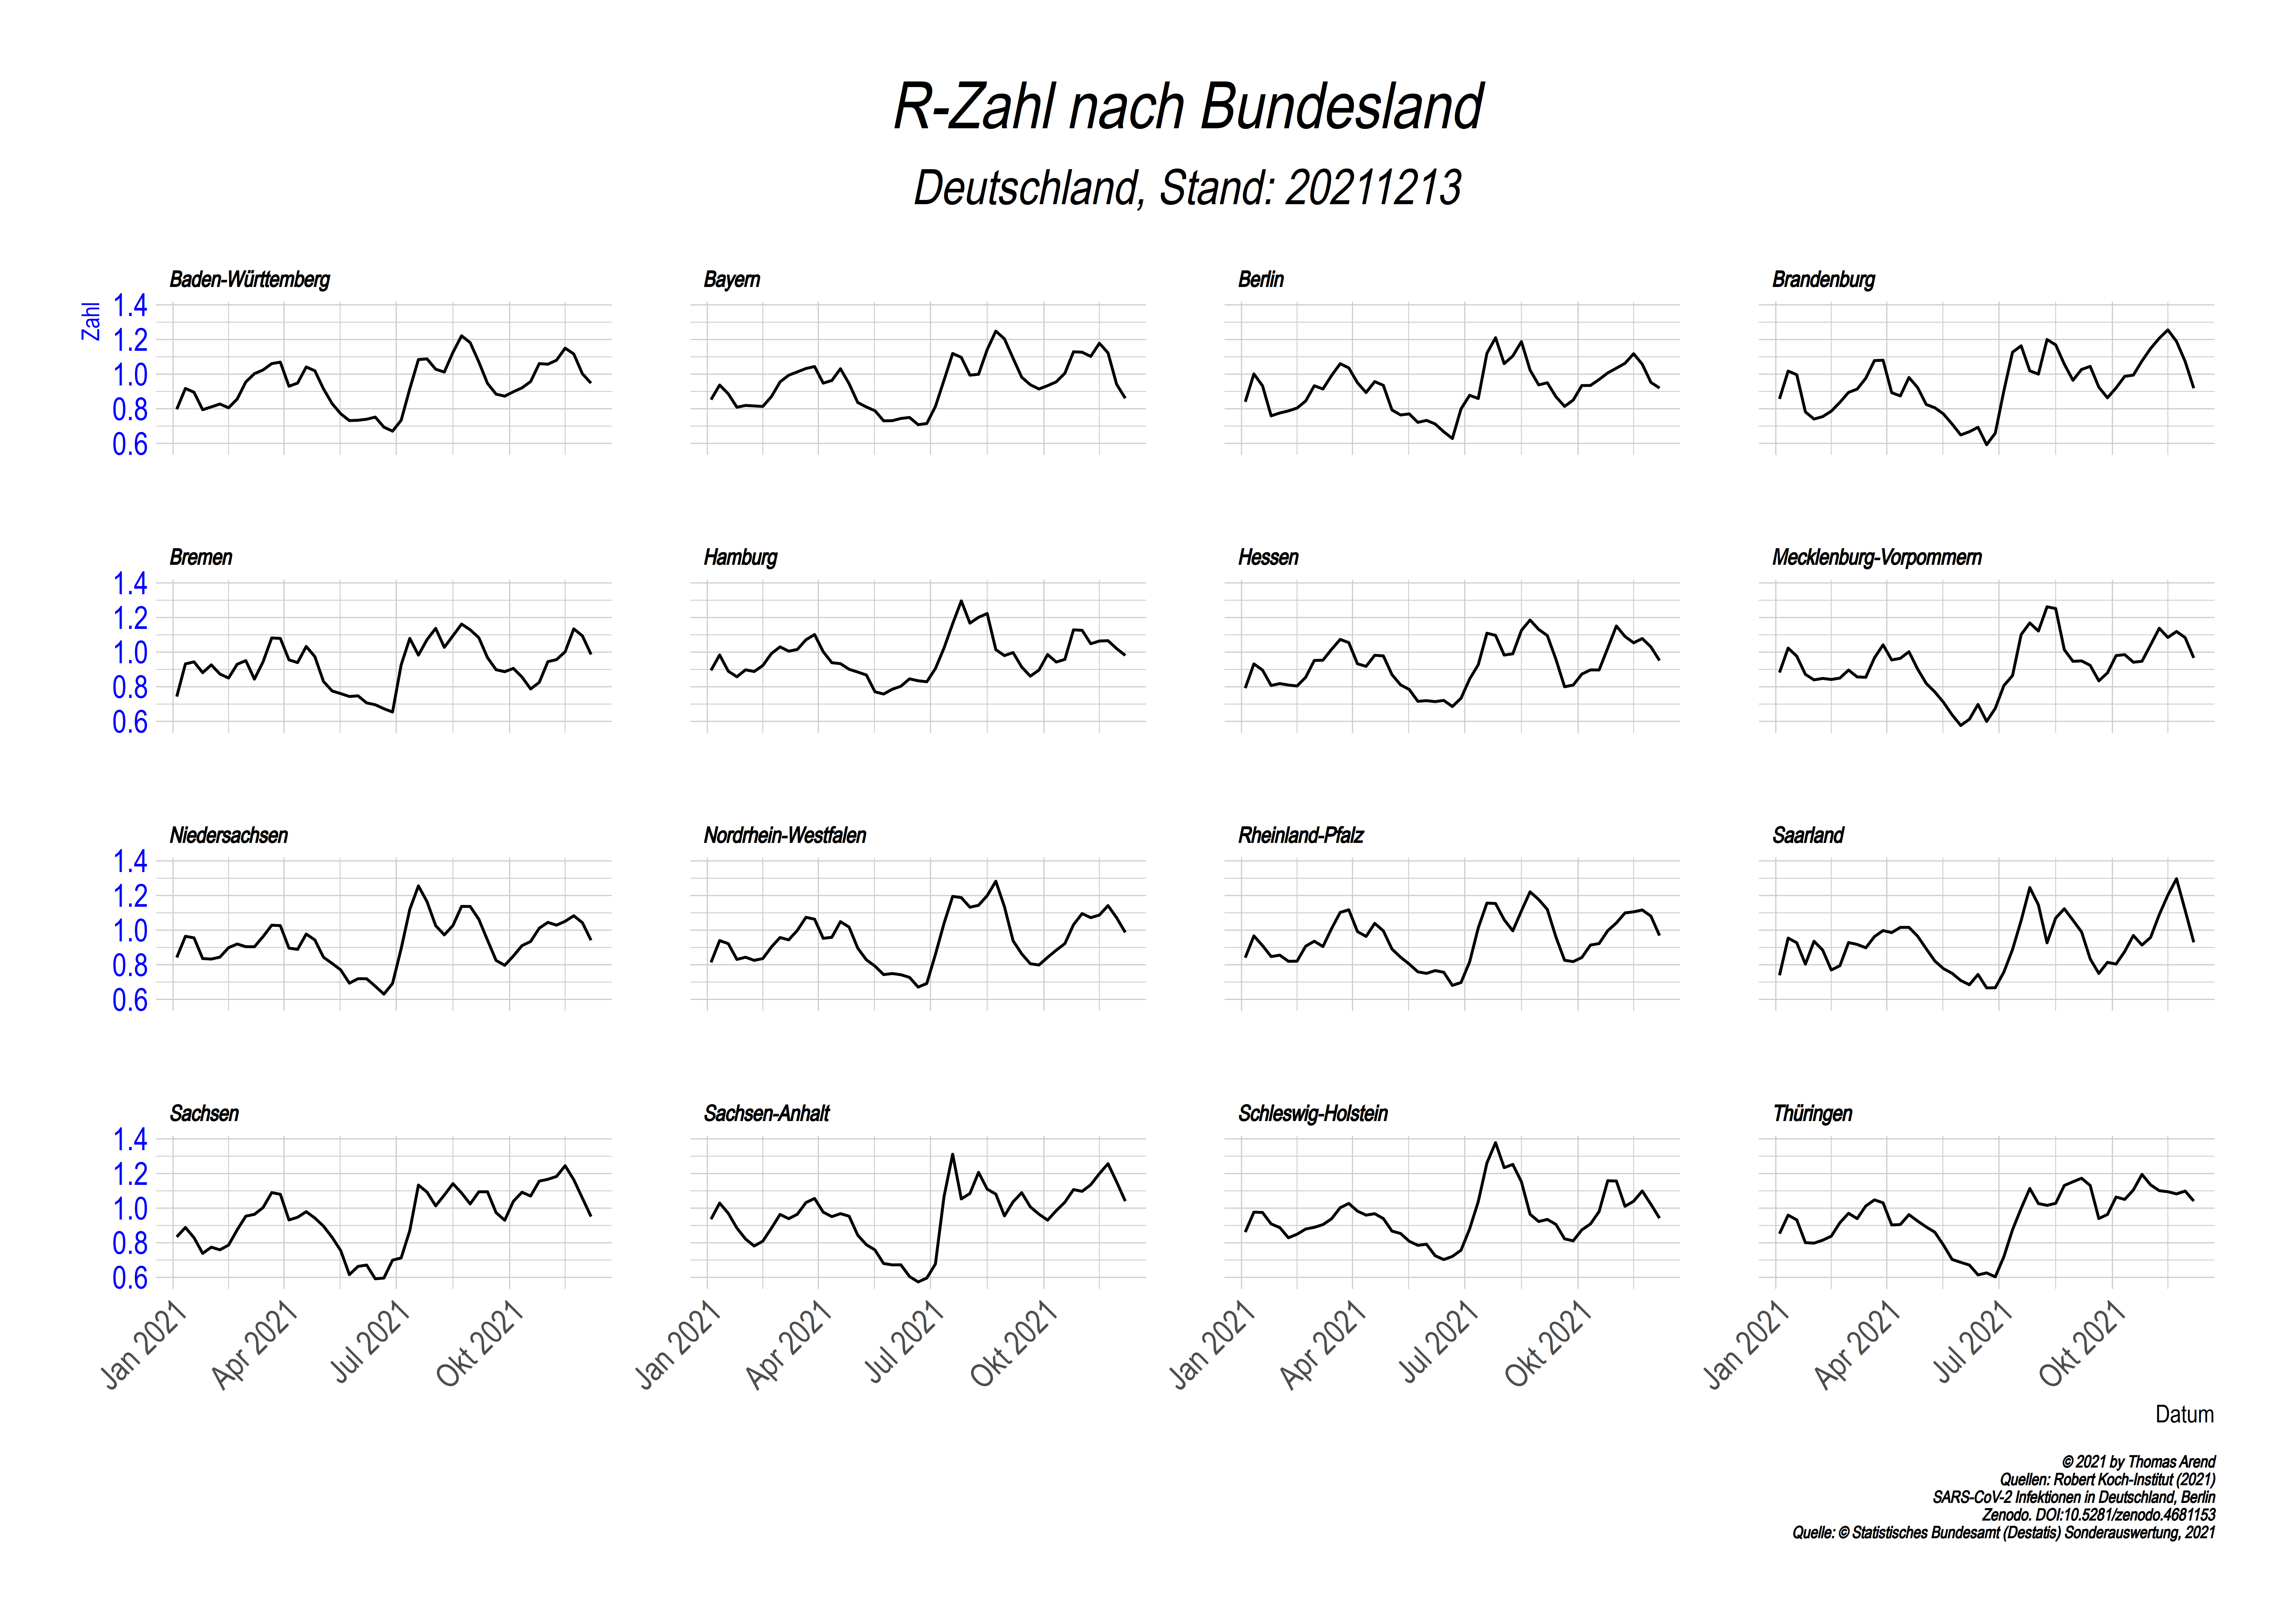 R-Zahl nach Bundesland
Deutschland, Stand: 20211213
Baden-Württemberg
Bayern
Berlin
Brandenburg
Zahl
1.4
1.2
1.0
0.8
0.6
Bremen
Hamburg
Hessen
Mecklenburg-Vorpommern
1.4
1.2
1.0
0.8
0.6
Niedersachsen
Nordrhein-Westfalen
Rheinland-Pfalz
Saarland
1.4
1.2
1.0
0.8
0.6
Sachsen
Sachsen-Anhalt
Schleswig-Holstein
Thüringen
1.4
1.2
1.0
0.8
0.6
Jan 2021
Apr 2021
Jul 2021
Okt 2021
Jan 2021
Apr 2021
Jul 2021
Okt 2021
Jan 2021
Apr 2021
Jul 2021
Okt 2021
Jan 2021
Apr 2021
Jul 2021
Okt 2021
Datum
© 2021 by Thomas Arend
Quellen: Robert Koch-Institut (2021)
SARS-CoV-2 Infektionen in Deutschland, Berlin
Zenodo. DOI:10.5281/zenodo.4681153
Quelle: © Statistisches Bundesamt (Destatis) Sonderauswertung, 2021